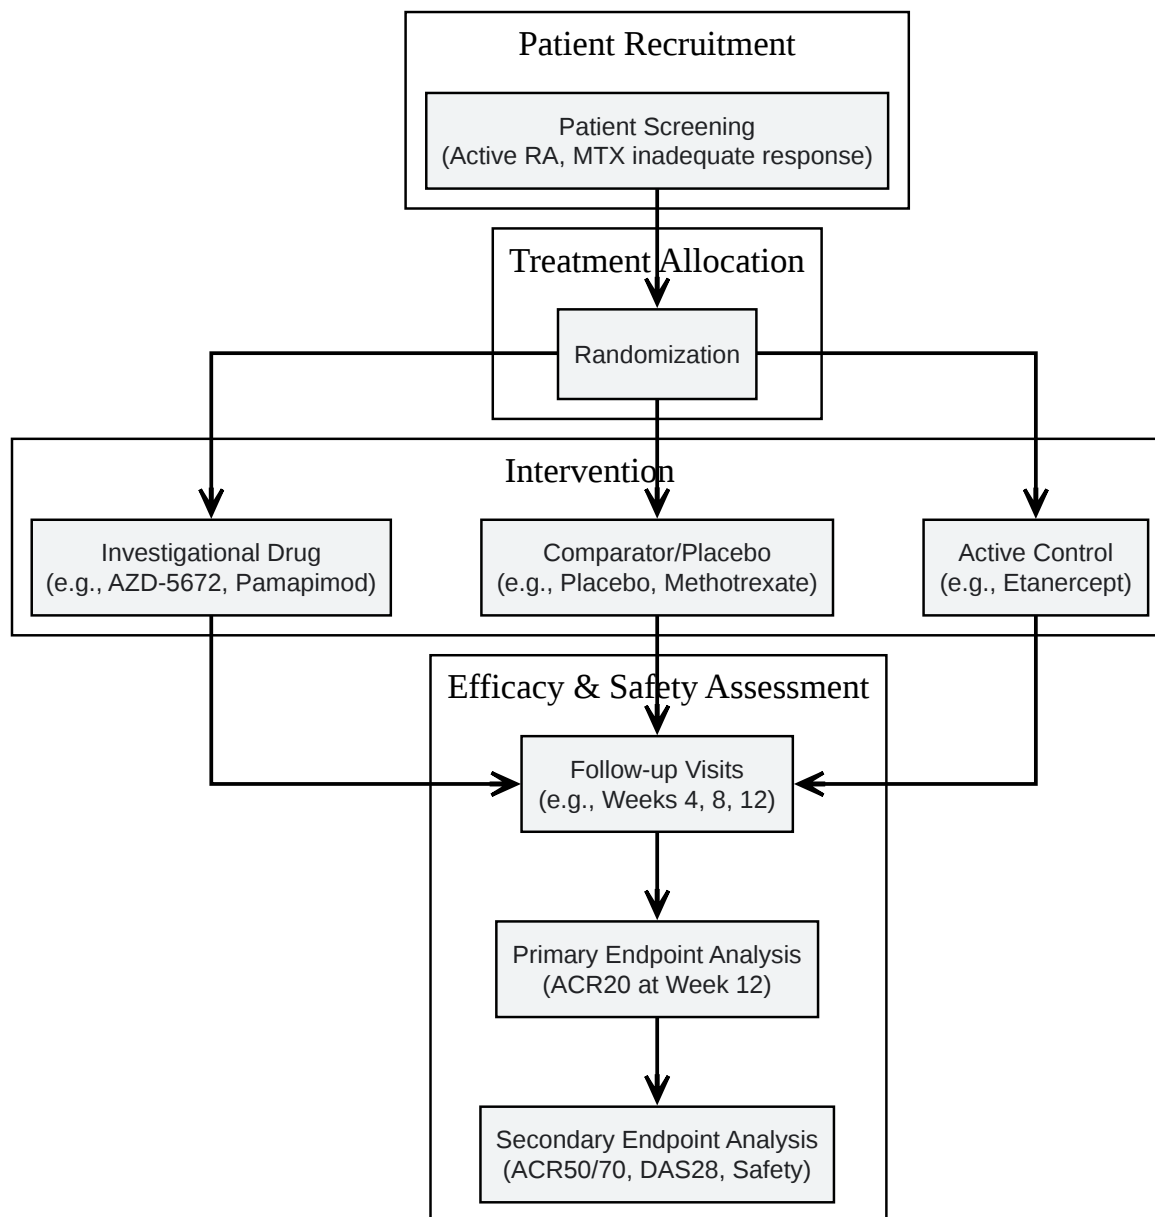 Patient Recruitment
Patient Screening
(Active RA, MTX inadequate response)
Treatment Allocation
Randomization
Intervention
Investigational Drug
(e.g., AZD-5672, Pamapimod)
Comparator/Placebo
(e.g., Placebo, Methotrexate)
Active Control
(e.g., Etanercept)
Efficacy & Safety Assessment
Follow-up Visits
(e.g., Weeks 4, 8, 12)
Primary Endpoint Analysis
(ACR20 at Week 12)
Secondary Endpoint Analysis
(ACR50/70, DAS28, Safety)